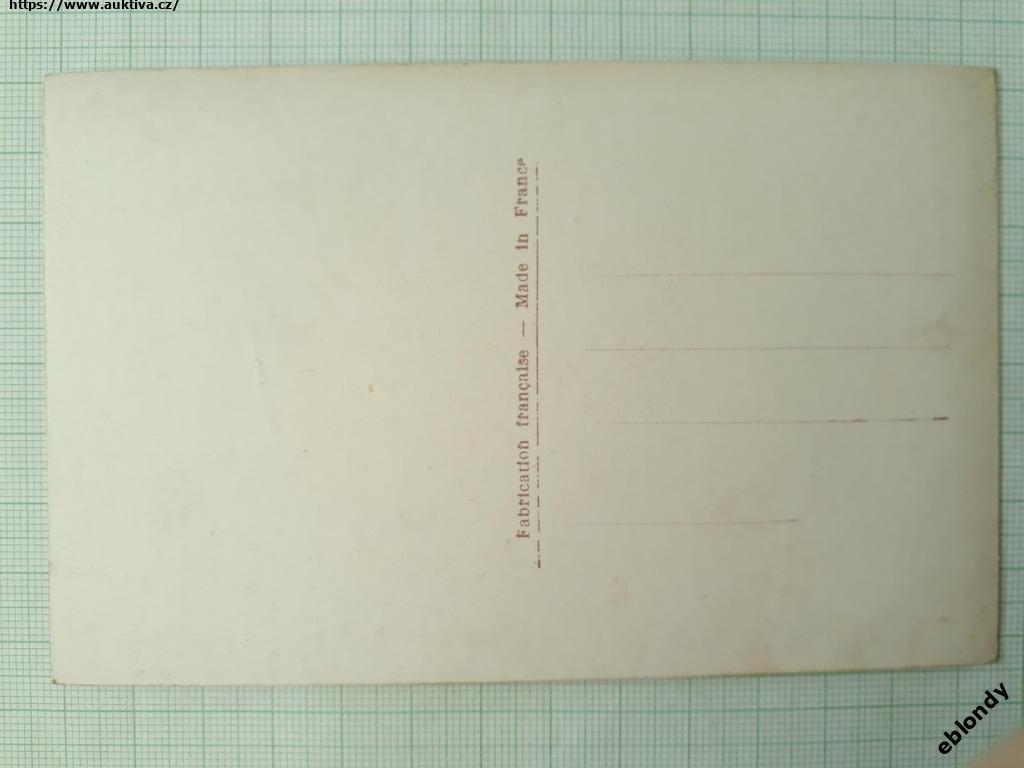 https://www.auktiva.cz/
Fabrication française — Made in France
eblondy